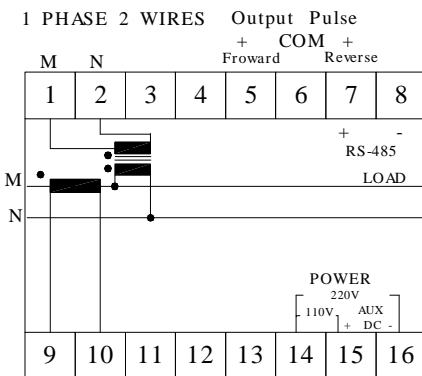 1 PHASE 2 WIRES Output Pulse
+ COM +
M N Froward Reverse
1 2 3 4 5 6 7 8
+ -
RS-485
M LOAD
N
POWER
220V
110V AUX
+ DC -
9 10 11 12 13 14 15 16